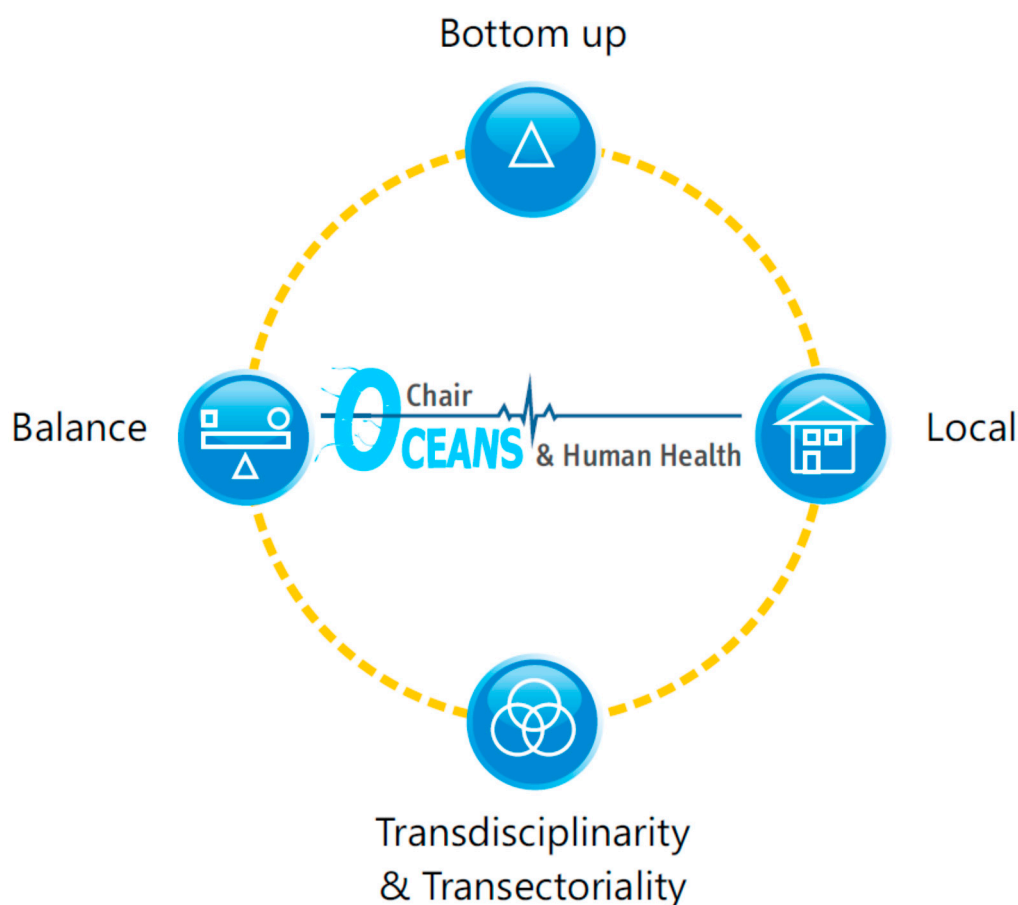 Bottom up
Balance
Chair
OCEANS & Human Health
Local
Transdisciplinarity
& Transectoriality